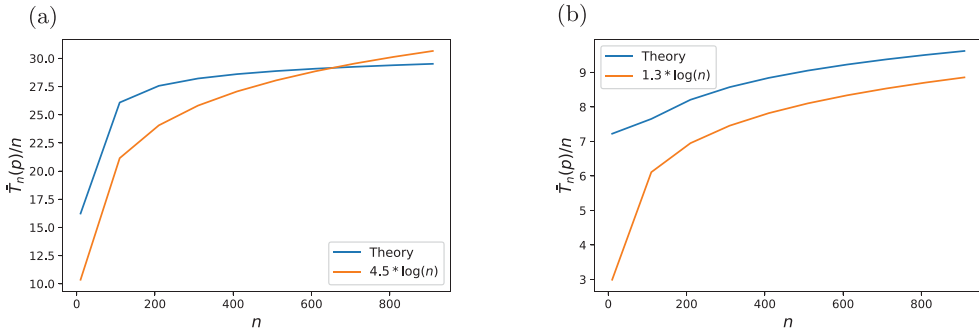 (a)
30.0
27.5
25.0
22.5
20.0
17.5
15.0
12.5
10.0
T̄ₙ(p)/n
0
200
400
600
800
n
Theory
4.5 * log(n)
(b)
9
8
7
6
5
4
3
T̄ₙ(p)/n
0
200
400
600
800
n
Theory
1.3 * log(n)